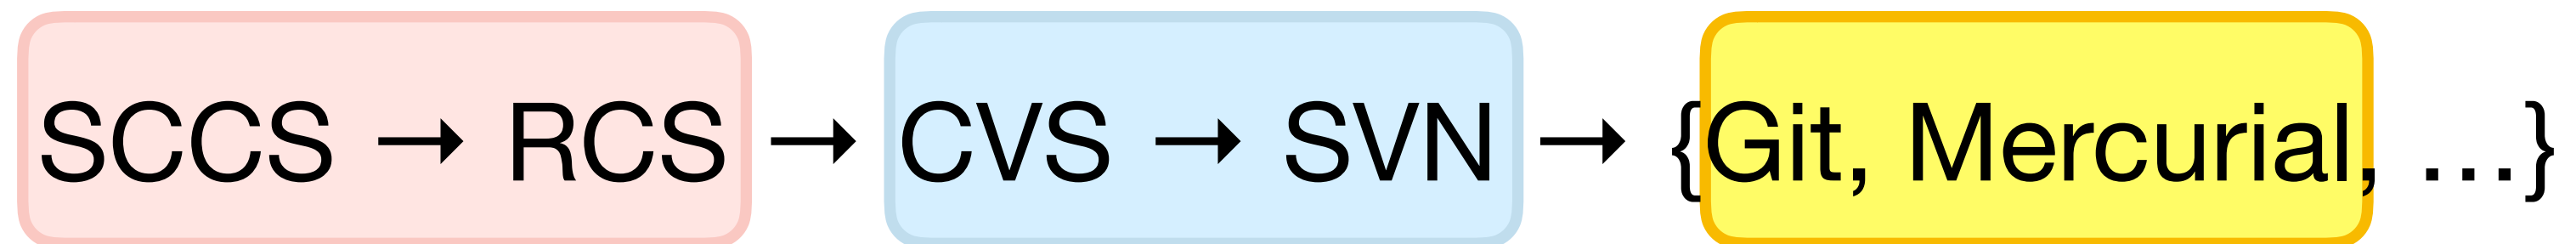 SCCS → RCS → CVS → SVN → {Git, Mercurial, …}